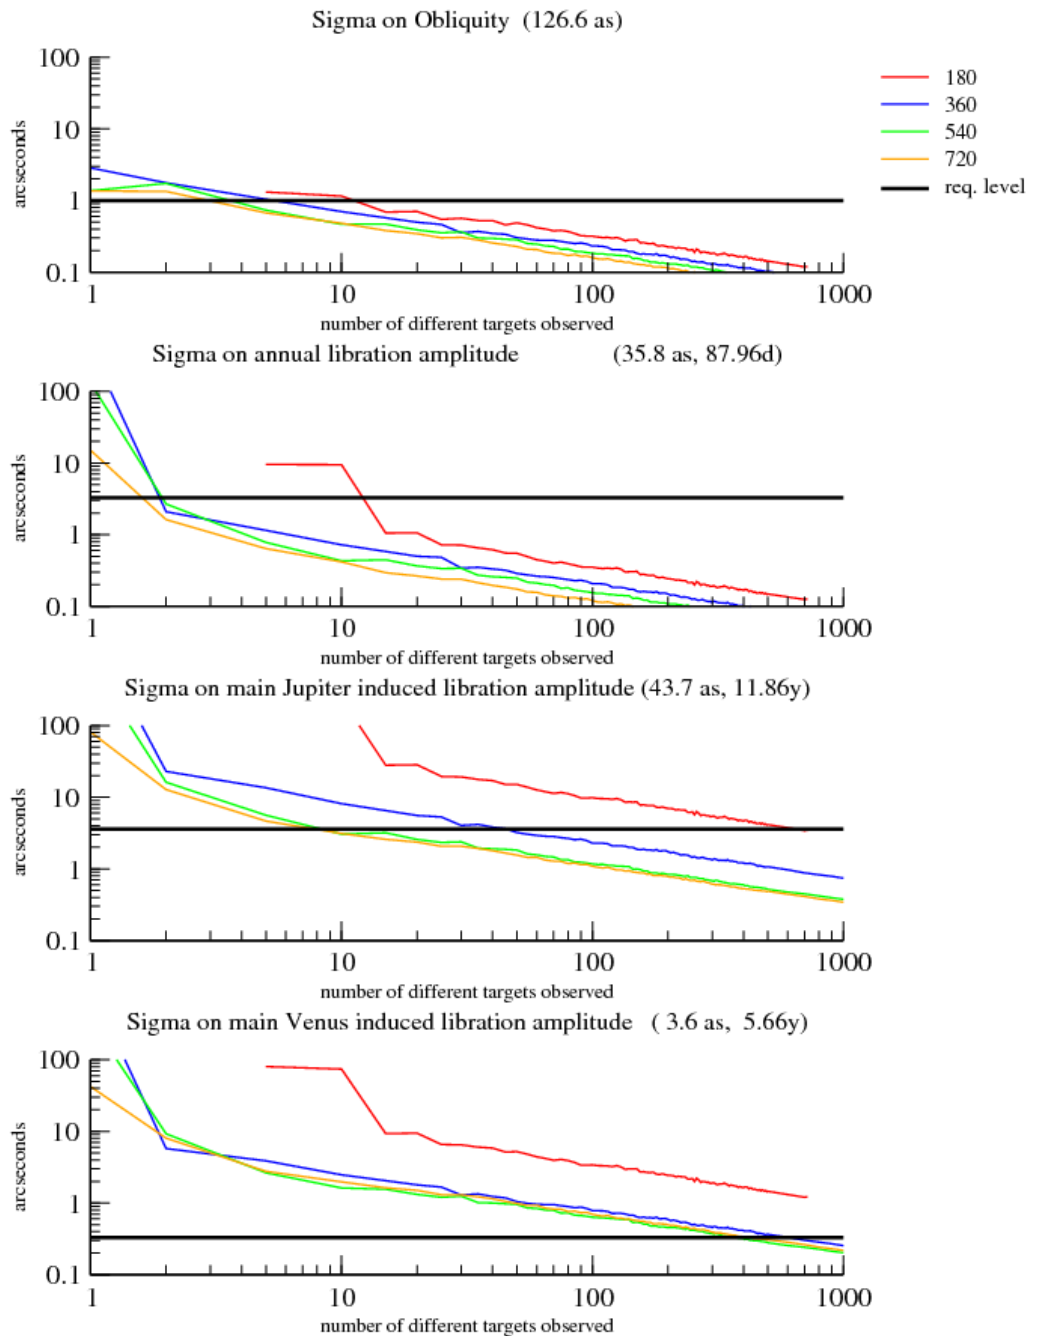 Sigma on Obliquity (126.6 as)
100
10
1
0.1
arcseconds
1 10 100 1000
number of different targets observed
180
360
540
720
req. level
Sigma on annual libration amplitude (35.8 as, 87.96d)
100
10
1
0.1
arcseconds
1 10 100 1000
number of different targets observed
Sigma on main Jupiter induced libration amplitude (43.7 as, 11.86y)
100
10
1
0.1
arcseconds
1 10 100 1000
number of different targets observed
Sigma on main Venus induced libration amplitude ( 3.6 as, 5.66y)
100
10
1
0.1
arcseconds
1 10 100 1000
number of different targets observed